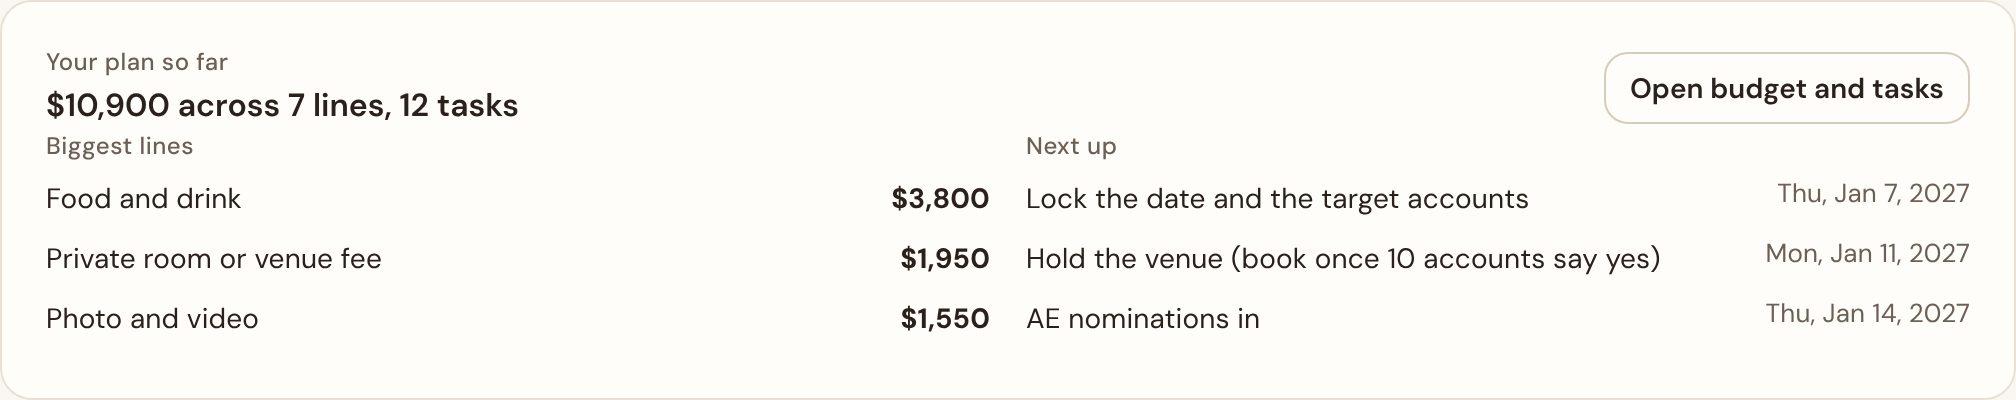 Your plan so far
$10,900 across 7 lines, 12 tasks
Open budget and tasks
Biggest lines
Food and drink $3,800
Private room or venue fee $1,950
Photo and video $1,550
Next up
Lock the date and the target accounts Thu, Jan 7, 2027
Hold the venue (book once 10 accounts say yes) Mon, Jan 11, 2027
AE nominations in Thu, Jan 14, 2027